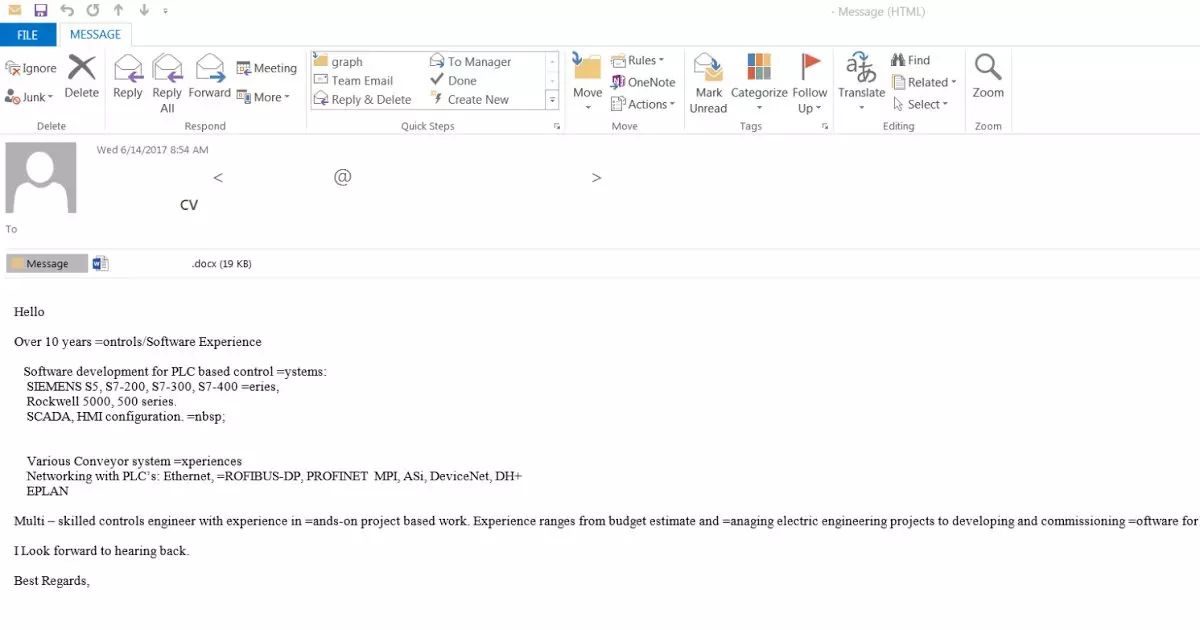 - Message (HTML)
FILE
MESSAGE
Ignore
Junk
Delete
Delete
Reply
Reply All
Forward
Meeting
More
Respond
graph
Team Email
Reply & Delete
To Manager
Done
Create New
Quick Steps
Move
Rules
OneNote
Actions
Move
Mark Unread
Categorize
Follow Up
Tags
Translate
Find
Related
Select
Editing
Zoom
Zoom
Wed 6/14/2017 8:54 AM
< @ >
CV
To
Message
.docx (19 KB)
Hello
Over 10 years =ontrols/Software Experience
Software development for PLC based control =ystems:
SIEMENS S5, S7-200, S7-300, S7-400 =eries,
Rockwell 5000, 500 series.
SCADA, HMI configuration. =nbsp;
Various Conveyor system =xperiences
Networking with PLC's: Ethernet, =ROFIBUS-DP, PROFINET MPI, ASi, DeviceNet, DH+
EPLAN
Multi – skilled controls engineer with experience in =ands-on project based work. Experience ranges from budget estimate and =anaging electric engineering projects to developing and commissioning =oftware for
I Look forward to hearing back.
Best Regards,